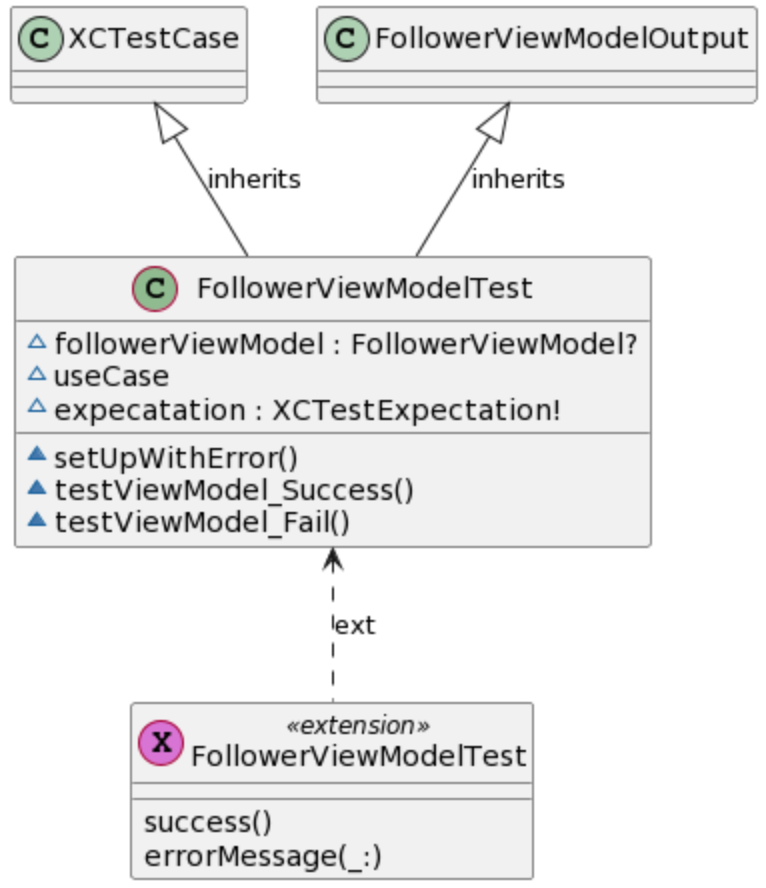 C XCTestCase
C FollowerViewModelOutput
inherits
inherits
C FollowerViewModelTest
followerViewModel : FollowerViewModel?
useCase
expecatation : XCTestExpectation!
setUpWithError()
testViewModel_Success()
testViewModel_Fail()
ext
«extension»
X FollowerViewModelTest
success()
errorMessage(_:)